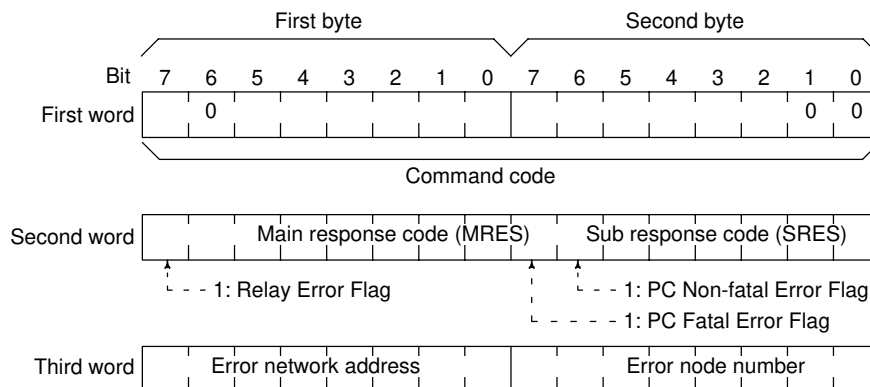 First byte Second byte
Bit 7 6 5 4 3 2 1 0 7 6 5 4 3 2 1 0
First word 0 0 0
Command code
Second word Main response code (MRES) Sub response code (SRES)
1: Relay Error Flag 1: PC Non-fatal Error Flag
1: PC Fatal Error Flag
Third word Error network address Error node number